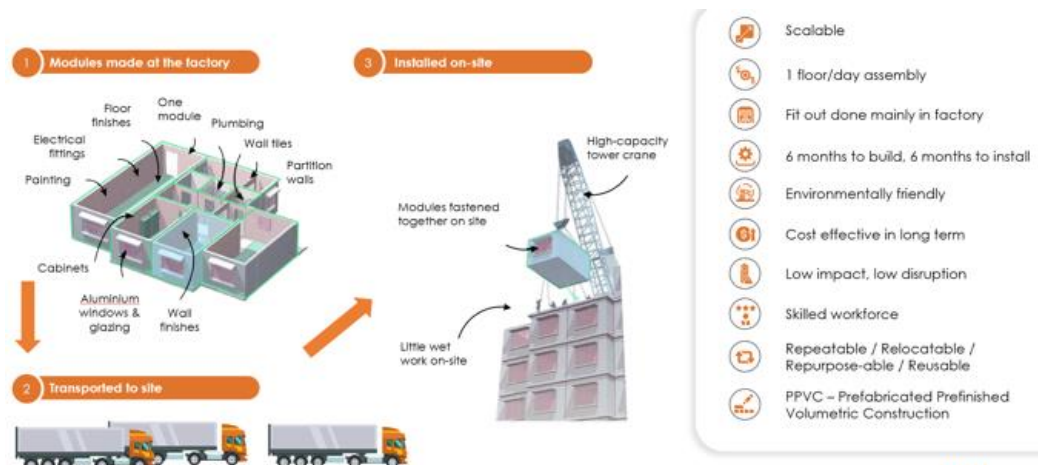 1 Modules made at the factory
Floor
finishes
One
module
Plumbing
Electrical
fittings
Wall tiles
Painting
Partition
walls
Cabinets
Aluminium
windows &
glazing
Wall
finishes
2 Transported to site
3 Installed on-site
High-capacity
tower crane
Modules fastened
together on site
Little wet
work on-site
Scalable
1 floor/day assembly
Fit out done mainly in factory
6 months to build, 6 months to install
Environmentally friendly
Cost effective in long term
Low impact, low disruption
Skilled workforce
Repeatable / Relocatable /
Repurpose-able / Reusable
PPVC – Prefabricated Prefinished
Volumetric Construction